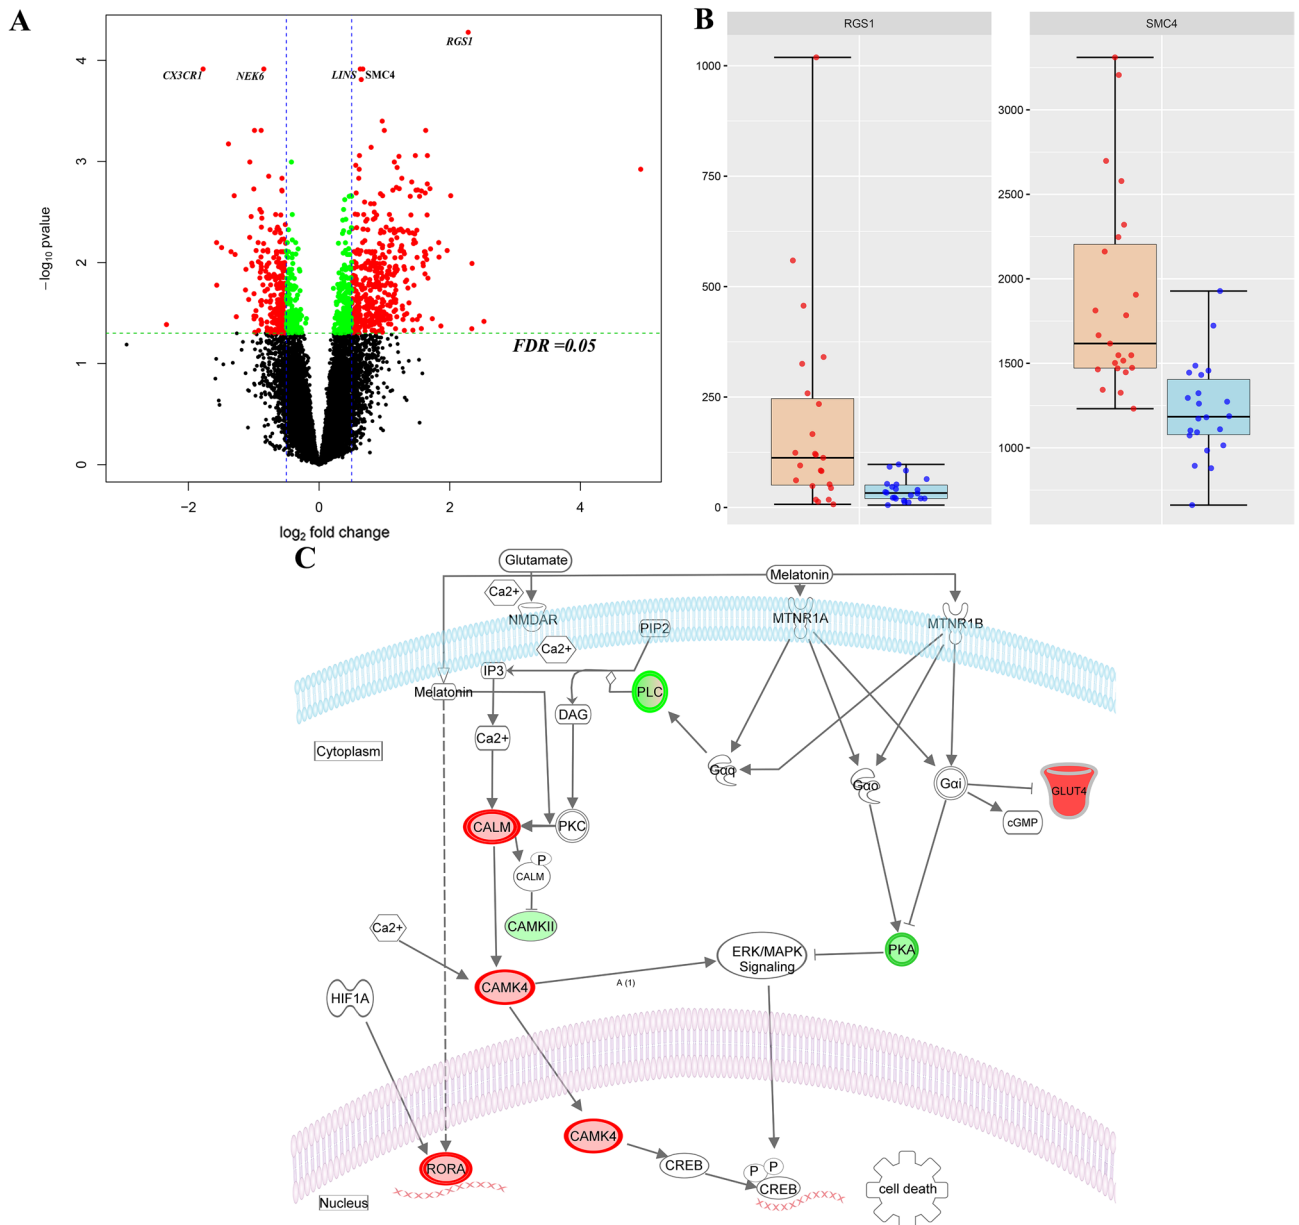 A
4
3
2
1
0
−log10 pvalue
RGS1
CX3CR1
NEK6
LINS
SMC4
FDR =0.05
−2
0
2
4
log2 fold change
B
RGS1
SMC4
1000
750
500
250
0
3000
2500
2000
1500
1000
C
Glutamate
Ca2+
NMDAR
Melatonin
MTNR1A
MTNR1B
PIP2
Ca2+
IP3
Melatonin
PLC
DAG
Ca2+
Cytoplasm
Gαq
Gαo
Gαi
GLUT4
cGMP
CALM
PKC
P
CALM
CAMKII
Ca2+
ERK/MAPK
Signaling
PKA
CAMK4
A (1)
HIF1A
CAMK4
RORA
CREB
P
P
CREB
cell death
Nucleus